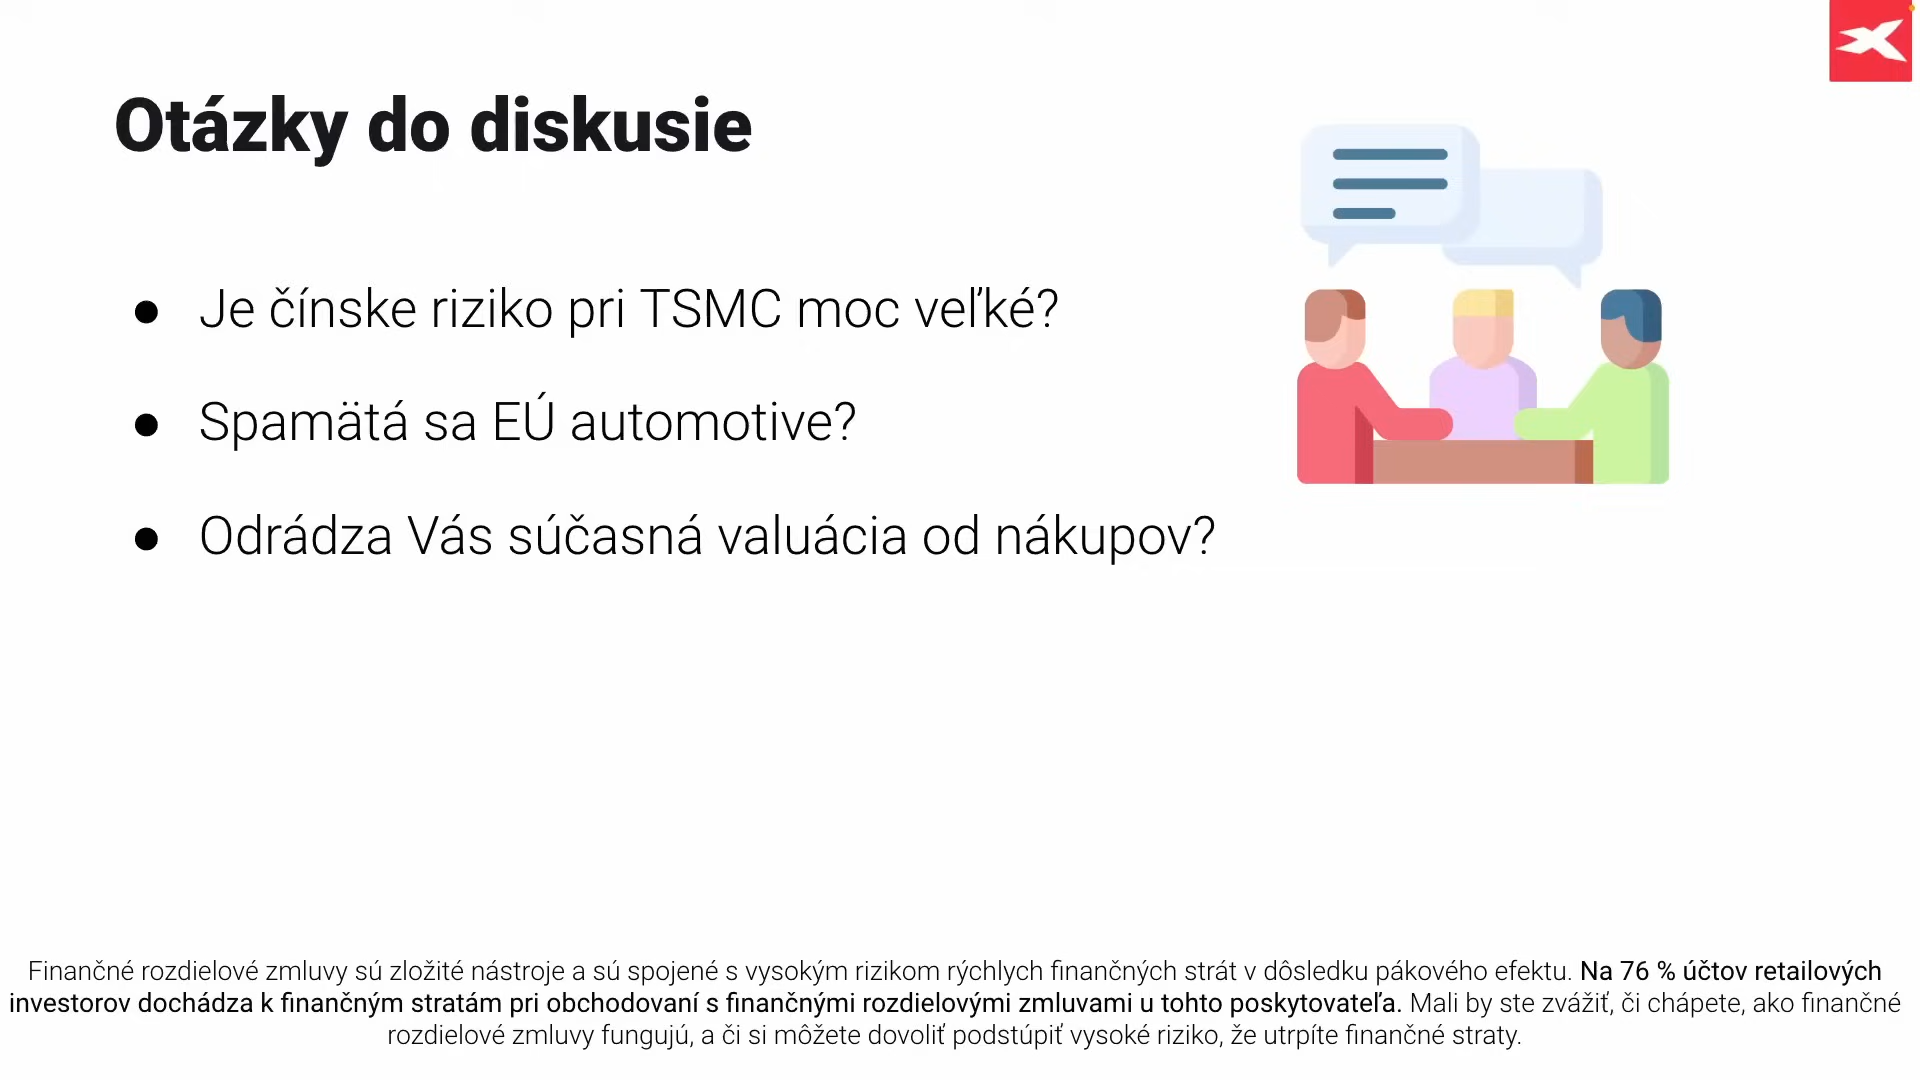 Otázky do diskusie
● Je čínske riziko pri TSMC moc veľké?
● Spamätá sa EÚ automotive?
● Odrádza Vás súčasná valuácia od nákupov?
Finančné rozdielové zmluvy sú zložité nástroje a sú spojené s vysokým rizikom rýchlych finančných strát v dôsledku pákového efektu. Na 76 % účtov retailových
investorov dochádza k finančným stratám pri obchodovaní s finančnými rozdielovými zmluvami u tohto poskytovateľa. Mali by ste zvážiť, či chápete, ako finančné
rozdielové zmluvy fungujú, a či si môžete dovoliť podstúpiť vysoké riziko, že utrpíte finančné straty.